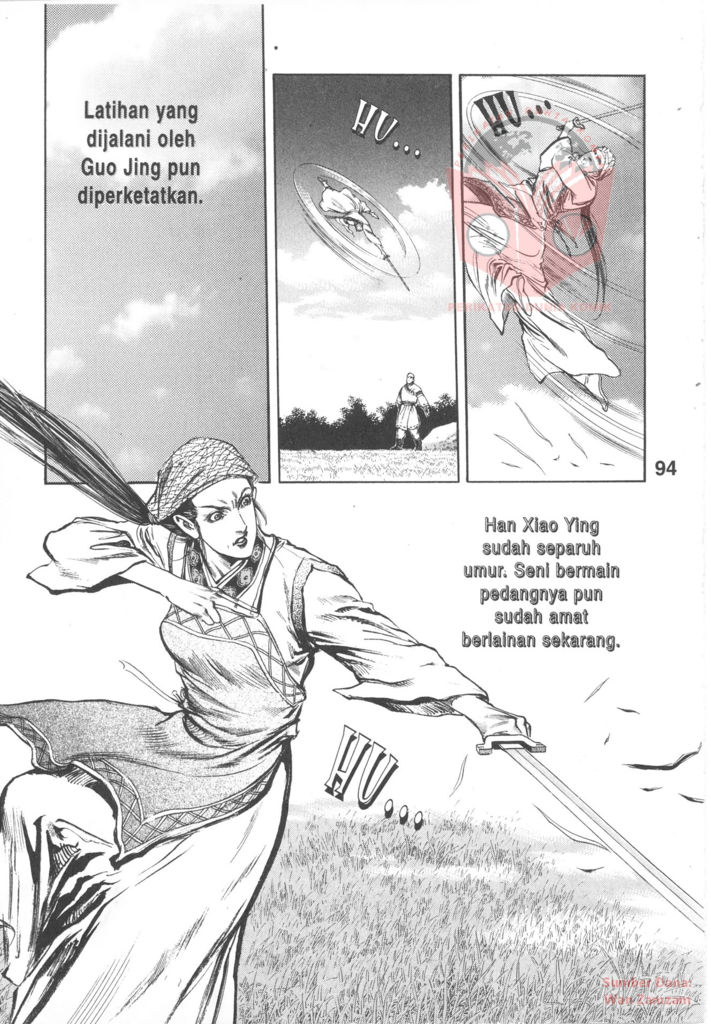 Latihan yang
dijalani oleh
Guo Jing pun
diperketatkan.
HU...
HU...
94
Han Xiao Ying
sudah separuh
umur. Seni bermain
pedangnya pun
sudah amat
berlainan sekarang.
HU...
Sumber Dana: